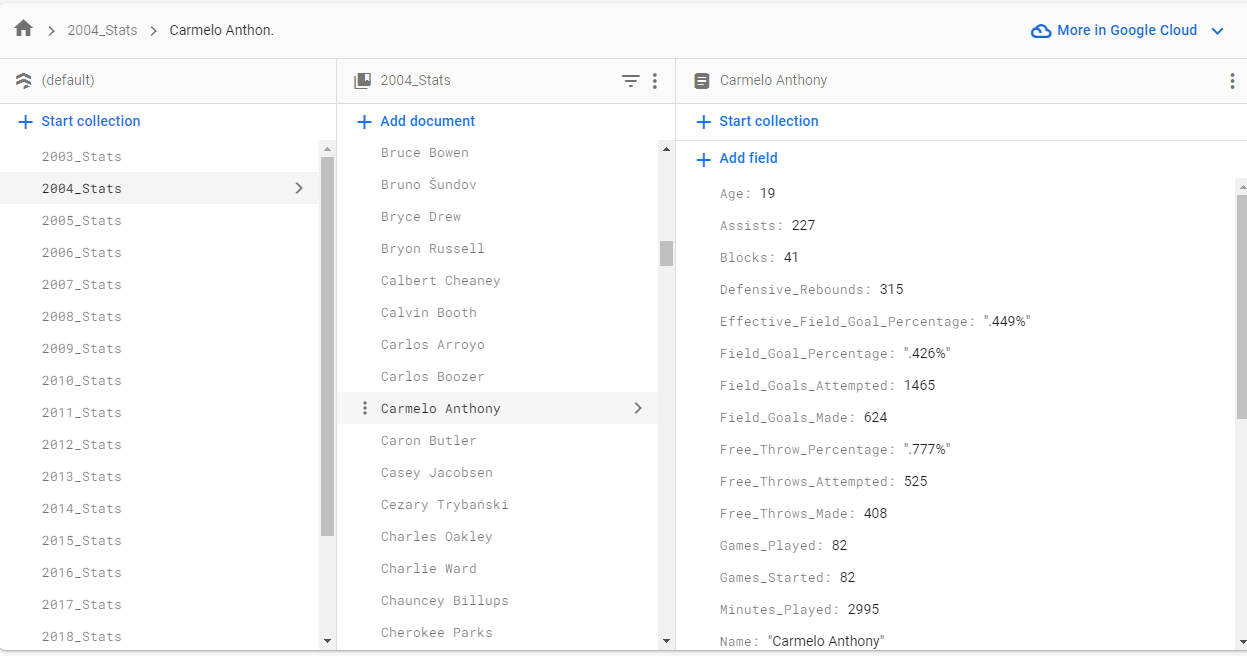 2004_Stats
Carmelo Anthon.
More in Google Cloud
(default)
Start collection
2003_Stats
2004_Stats
2005_Stats
2006_Stats
2007_Stats
2008_Stats
2009_Stats
2010_Stats
2011_Stats
2012_Stats
2013_Stats
2014_Stats
2015_Stats
2016_Stats
2017_Stats
2018_Stats
2004_Stats
Add document
Bruce Bowen
Bruno Šundov
Bryce Drew
Bryon Russell
Calbert Cheaney
Calvin Booth
Carlos Arroyo
Carlos Boozer
Carmelo Anthony
Caron Butler
Casey Jacobsen
Cezary Trybański
Charles Oakley
Charlie Ward
Chauncey Billups
Cherokee Parks
Carmelo Anthony
Start collection
Add field
Age: 19
Assists: 227
Blocks: 41
Defensive_Rebounds: 315
Effective_Field_Goal_Percentage: ".449%"
Field_Goal_Percentage: ".426%"
Field_Goals_Attempted: 1465
Field_Goals_Made: 624
Free_Throw_Percentage: ".777%"
Free_Throws_Attempted: 525
Free_Throws_Made: 408
Games_Played: 82
Games_Started: 82
Minutes_Played: 2995
Name: "Carmelo Anthony"